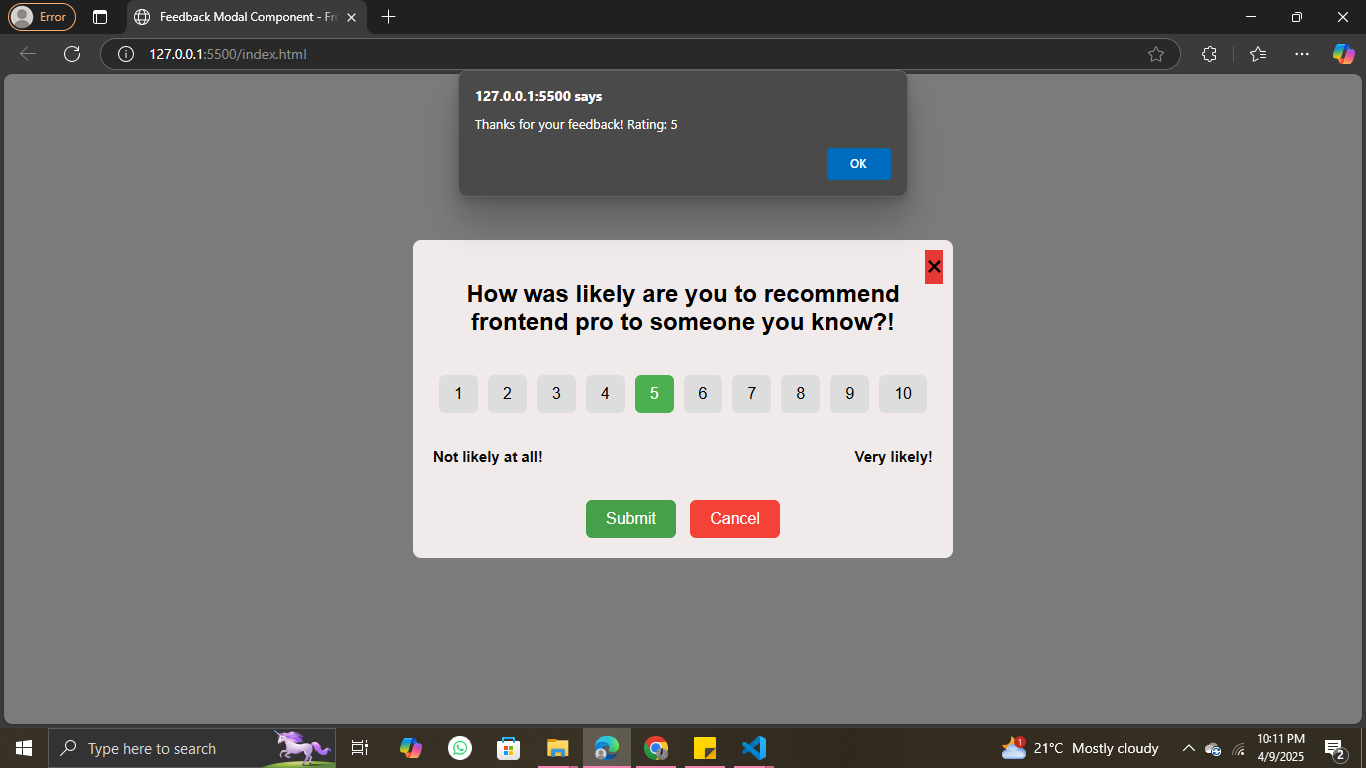 Error
Feedback Modal Component - Fr
127.0.0.1:5500/index.html
127.0.0.1:5500 says
Thanks for your feedback! Rating: 5
OK
×
How was likely are you to recommend
frontend pro to someone you know?!
1 2 3 4 5 6 7 8 9 10
Not likely at all! Very likely!
Submit Cancel
Type here to search
1
21°C Mostly cloudy
10:11 PM
4/9/2025
2